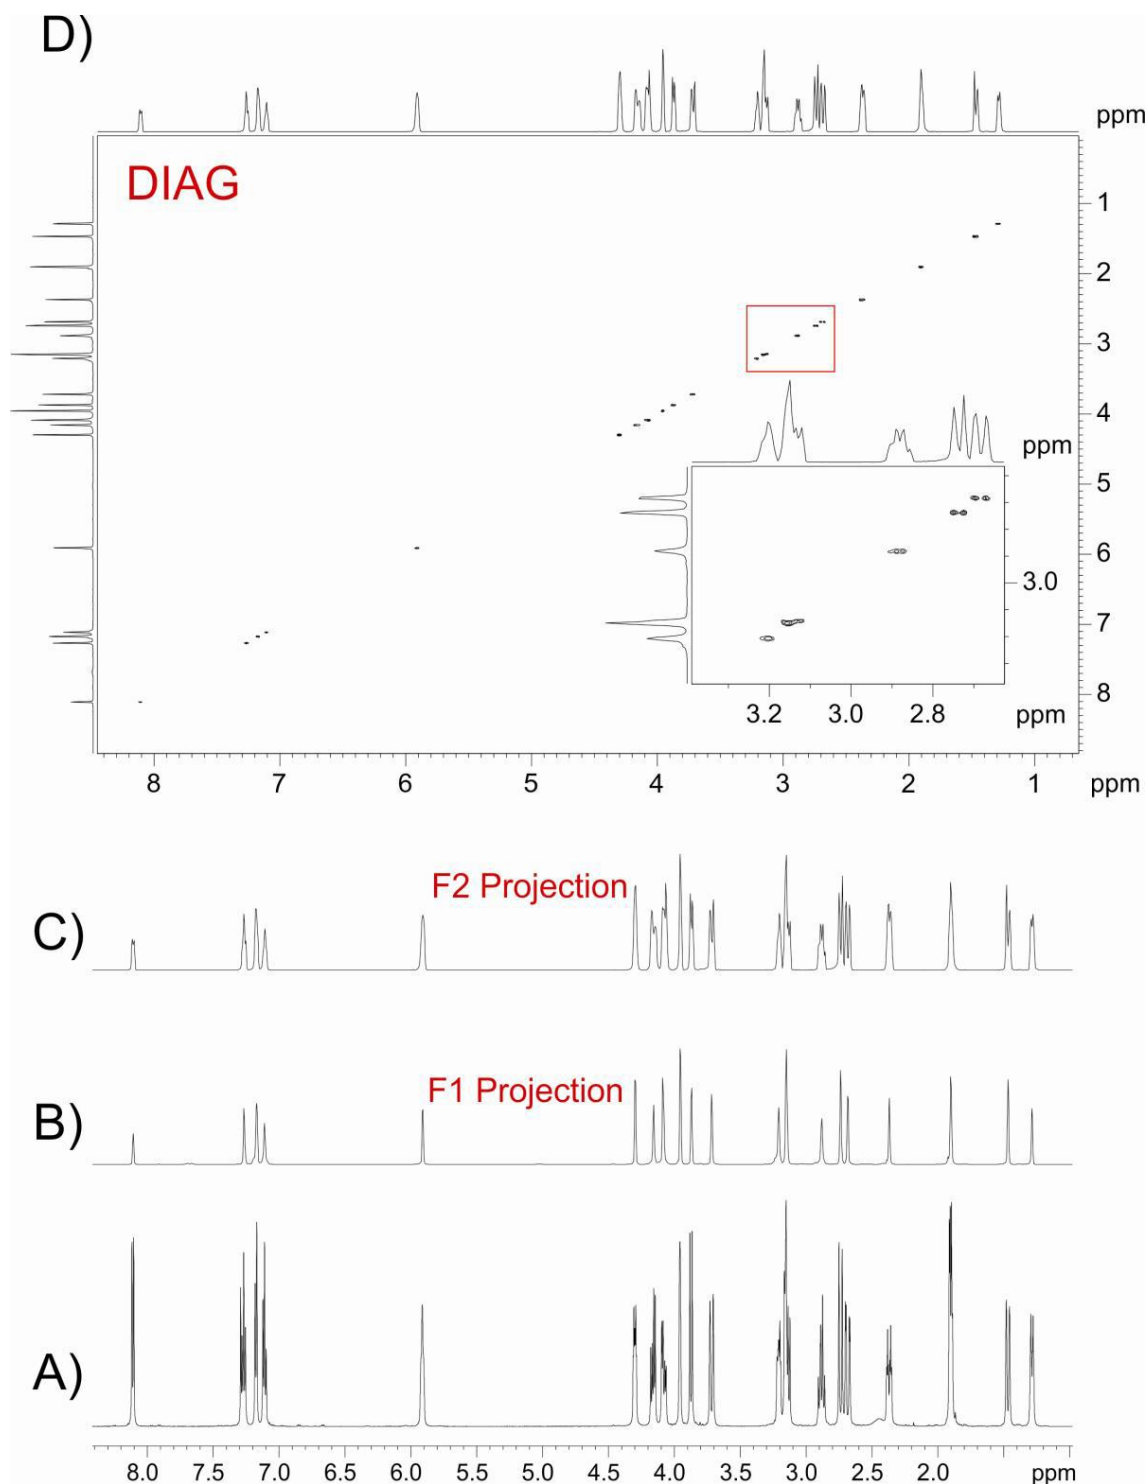 D)
ppm
DIAG
1
2
3
4
ppm
5
6
3.0
7
8
3.2 3.0 2.8 ppm
8 7 6 5 4 3 2 1 ppm
F2 Projection
C)
F1 Projection
B)
A)
8.0 7.5 7.0 6.5 6.0 5.5 5.0 4.5 4.0 3.5 3.0 2.5 2.0 ppm